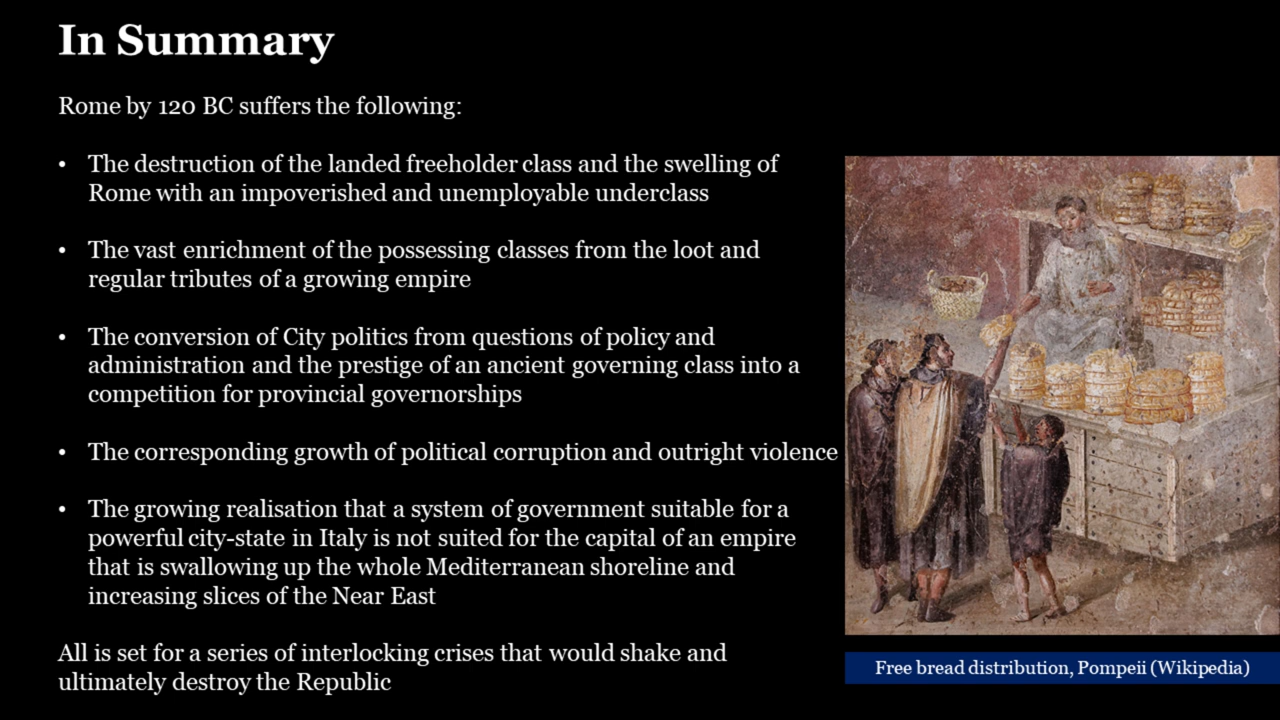 In Summary
Rome by 120 BC suffers the following:
• The destruction of the landed freeholder class and the swelling of
Rome with an impoverished and unemployable underclass
• The vast enrichment of the possessing classes from the loot and
regular tributes of a growing empire
• The conversion of City politics from questions of policy and
administration and the prestige of an ancient governing class into a
competition for provincial governorships
• The corresponding growth of political corruption and outright violence
• The growing realisation that a system of government suitable for a
powerful city-state in Italy is not suited for the capital of an empire
that is swallowing up the whole Mediterranean shoreline and
increasing slices of the Near East
All is set for a series of interlocking crises that would shake and
ultimately destroy the Republic
Free bread distribution, Pompeii (Wikipedia)